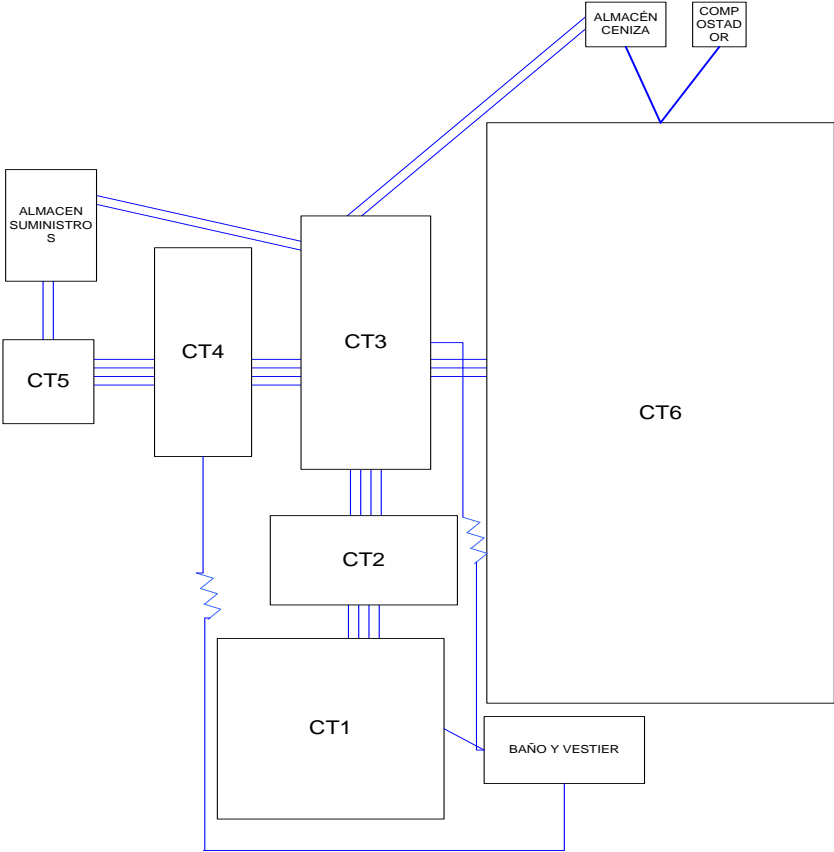 ALMACÉN
CENIZA
COMP
OSTAD
OR
ALMACEN
SUMINISTRO
S
CT4
CT3
CT5
CT6
CT2
CT1
BAÑO Y VESTIER